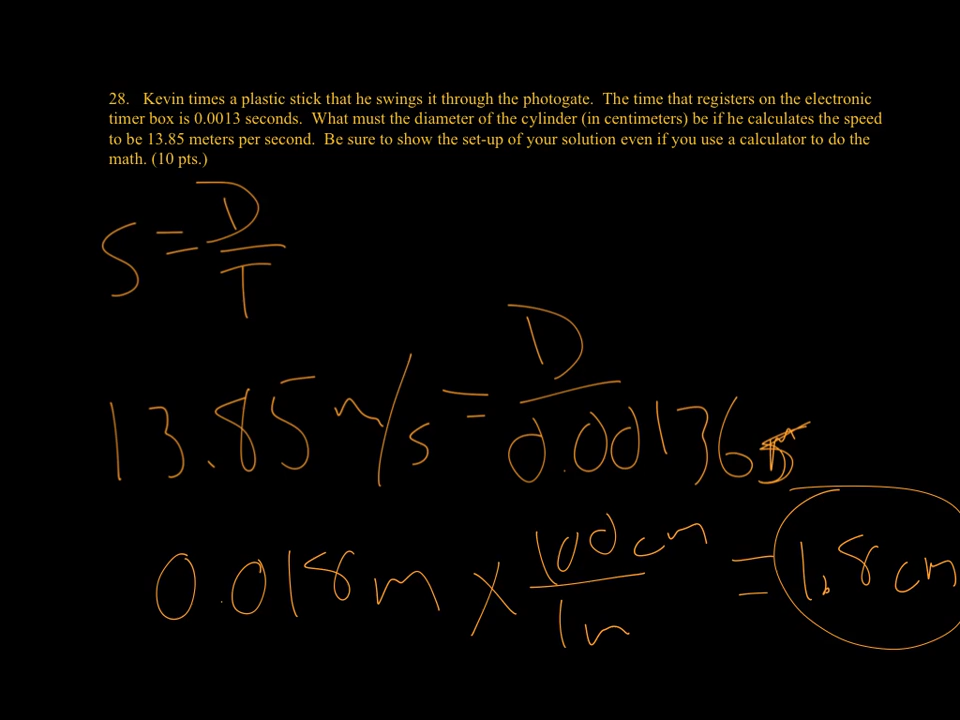 28. Kevin times a plastic stick that he swings it through the photogate. The time that registers on the electronic
timer box is 0.0013 seconds. What must the diameter of the cylinder (in centimeters) be if he calculates the speed
to be 13.85 meters per second. Be sure to show the set-up of your solution even if you use a calculator to do the
math. (10 pts.)
S = D
T
13.85 m/s = D
0.00136
0.018 m x 100 cm = 1.8 cm
1 m